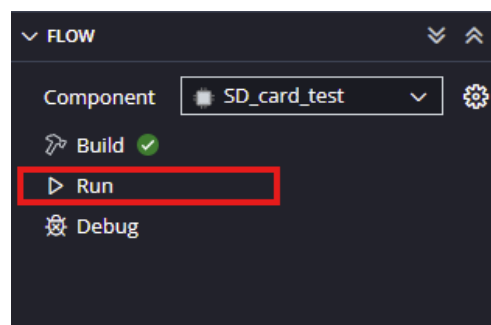 FLOW
Component SD_card_test
Build
Run
Debug